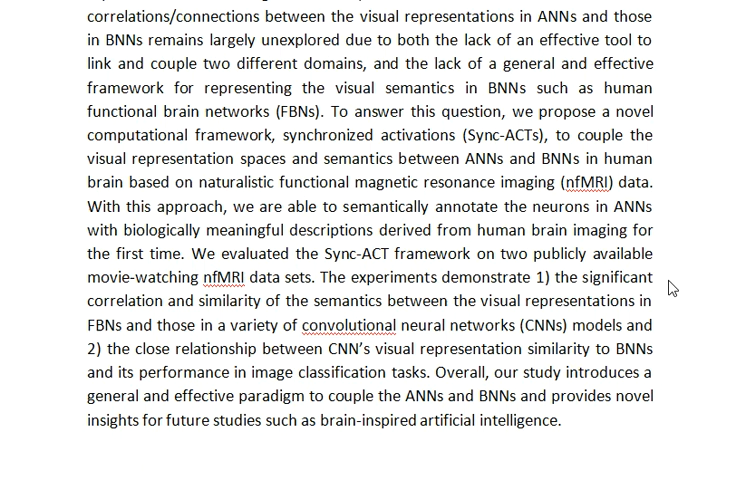 correlations/connections between the visual representations in ANNs and those
in BNNs remains largely unexplored due to both the lack of an effective tool to
link and couple two different domains, and the lack of a general and effective
framework for representing the visual semantics in BNNs such as human
functional brain networks (FBNs). To answer this question, we propose a novel
computational framework, synchronized activations (Sync-ACTs), to couple the
visual representation spaces and semantics between ANNs and BNNs in human
brain based on naturalistic functional magnetic resonance imaging (nfMRI) data.
With this approach, we are able to semantically annotate the neurons in ANNs
with biologically meaningful descriptions derived from human brain imaging for
the first time. We evaluated the Sync-ACT framework on two publicly available
movie-watching nfMRI data sets. The experiments demonstrate 1) the significant
correlation and similarity of the semantics between the visual representations in
FBNs and those in a variety of convolutional neural networks (CNNs) models and
2) the close relationship between CNN’s visual representation similarity to BNNs
and its performance in image classification tasks. Overall, our study introduces a
general and effective paradigm to couple the ANNs and BNNs and provides novel
insights for future studies such as brain-inspired artificial intelligence.